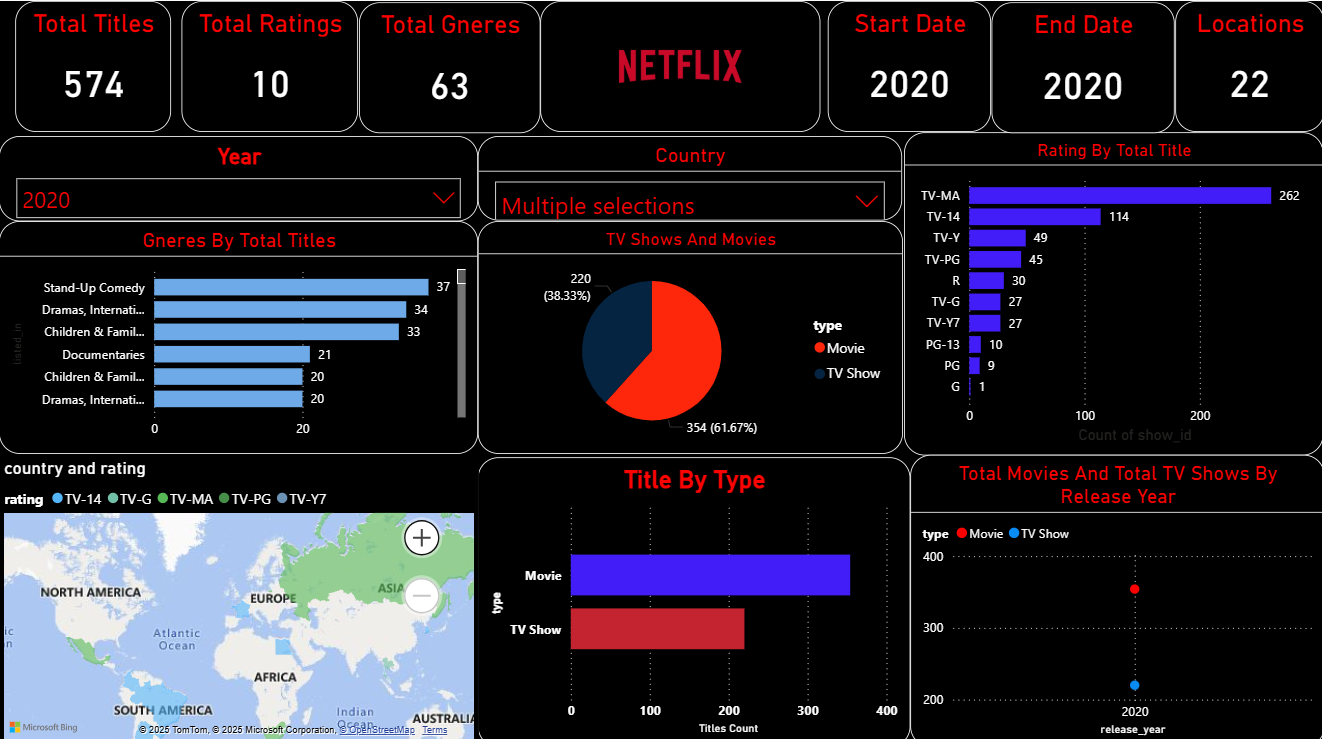 Total Titles
574
Total Ratings
10
Total Gneres
63
NETFLIX
Start Date
2020
End Date
2020
Locations
22
Year
2020
Country
Multiple selections
Rating By Total Title
TV-MA 262
TV-14 114
TV-Y 49
TV-PG 45
R 30
TV-G 27
TV-Y7 27
PG-13 10
PG 9
G 1
0 100 200
Count of show_id
Gneres By Total Titles
listed_in
Stand-Up Comedy 37
Dramas, Internati... 34
Children & Famil... 33
Documentaries 21
Children & Famil... 20
Dramas, Internati... 20
0 20
TV Shows And Movies
220
(38.33%)
354 (61.67%)
type
Movie
TV Show
country and rating
rating TV-14 TV-G TV-MA TV-PG TV-Y7
NORTH AMERICA
EUROPE
ASIA
Atlantic
Ocean
AFRICA
SOUTH AMERICA
Indian
Ocean
AUSTRALIA
Microsoft Bing
© 2025 TomTom, © 2025 Microsoft Corporation, © OpenStreetMap Terms
Title By Type
type
Movie
TV Show
0 100 200 300 400
Titles Count
Total Movies And Total TV Shows By
Release Year
type Movie TV Show
400
300
200
2020
release_year